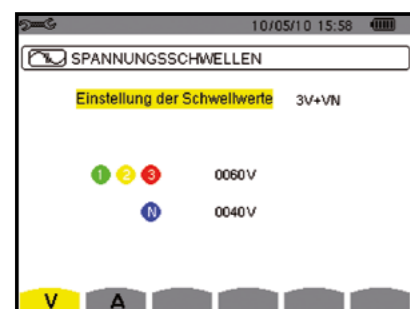 10/05/10 15:58
SPANNUNGSSCHWELLEN
Einstellung der Schwellwerte 3V+VN
1 2 3 0060V
N 0040V
V A